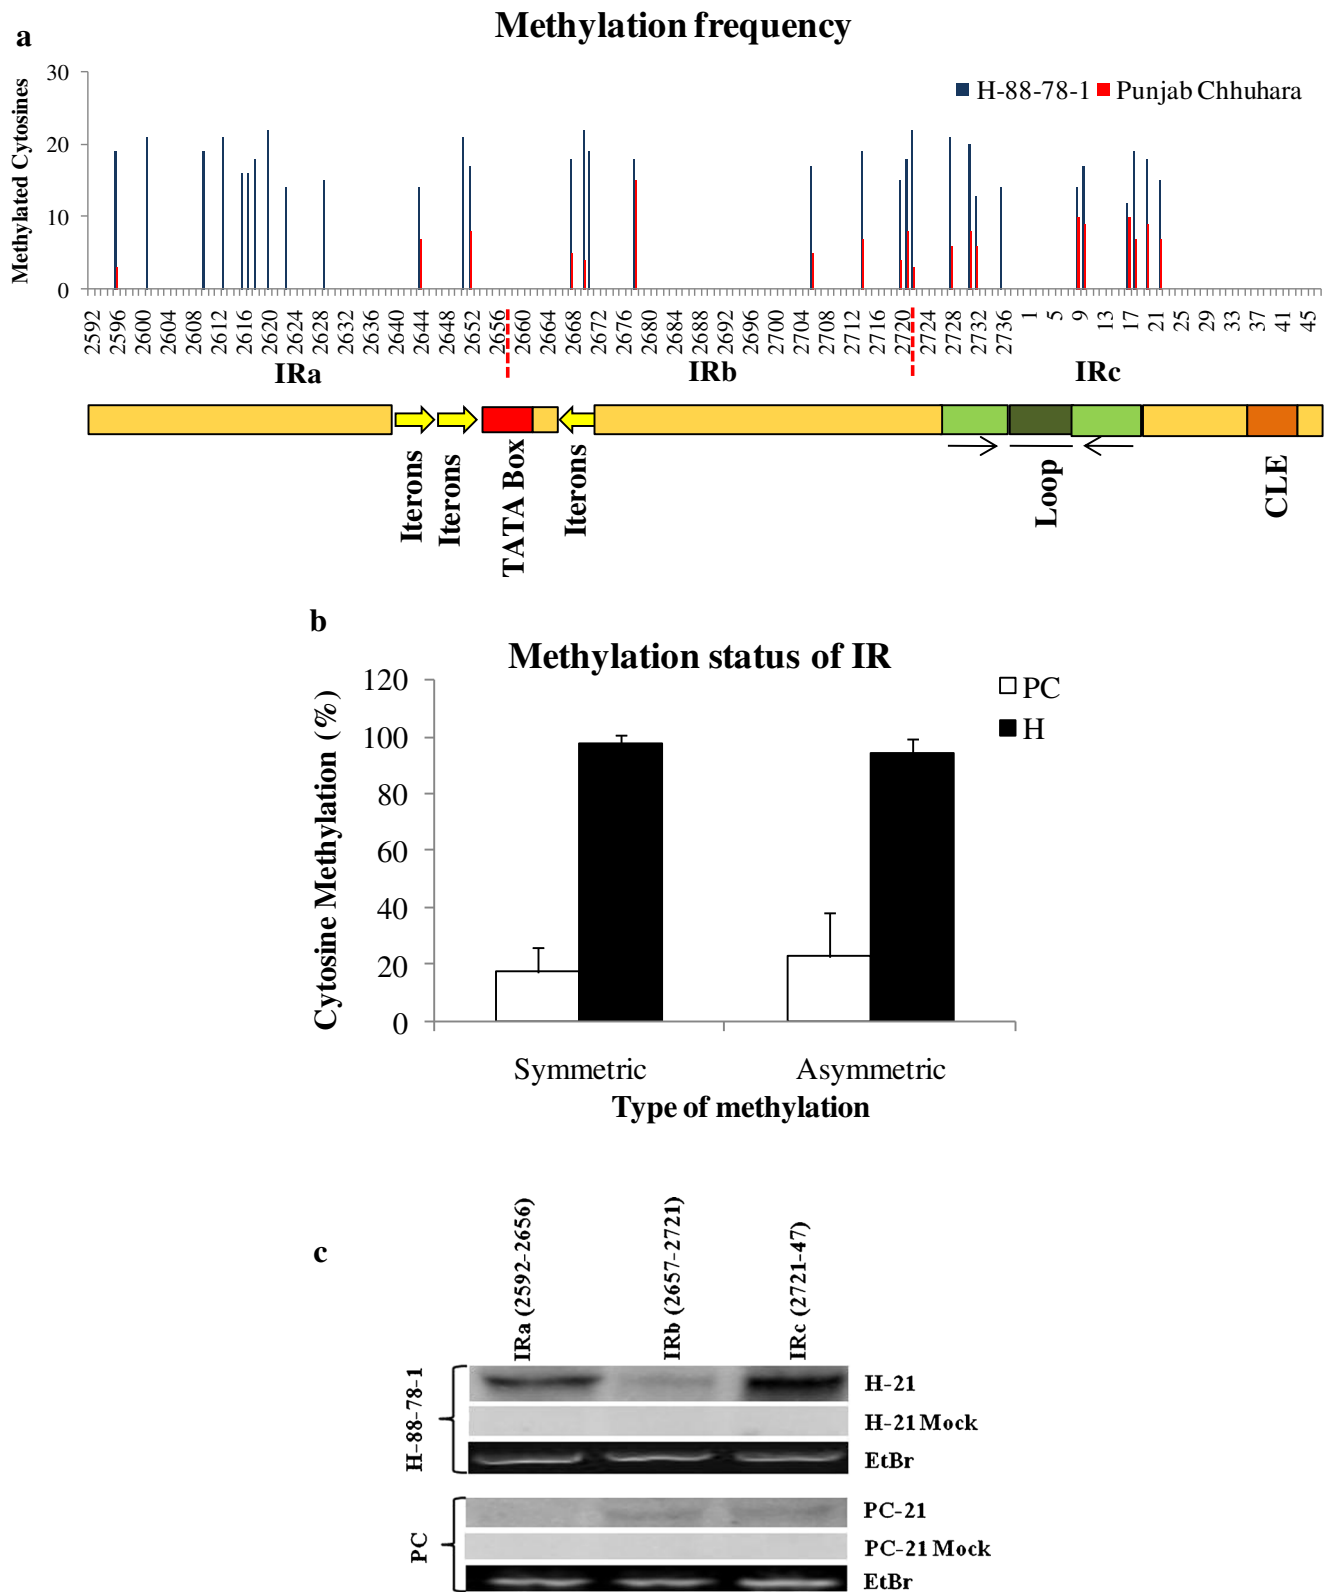 a
Methylation frequency
Methylated Cytosines
30
20
10
0
H-88-78-1 Punjab Chhuhara
2592 2596 2600 2604 2608 2612 2616 2620 2624 2628 2632 2636 2640 2644 2648 2652 2656 2660 2664 2668 2672 2676 2680 2684 2688 2692 2696 2700 2704 2708 2712 2716 2720 2724 2728 2732 2736 1 5 9 13 17 21 25 29 33 37 41 45
IRa IRb IRc
Iterons Iterons TATA Box Iterons Loop CLE
b
Methylation status of IR
Cytosine Methylation (%)
120
100
80
60
40
20
0
PC
H
Symmetric Asymmetric
Type of methylation
c
IRa (2592-2656) IRb (2657-2721) IRc (2721-47)
H-88-78-1
H-21
H-21 Mock
EtBr
PC
PC-21
PC-21 Mock
EtBr